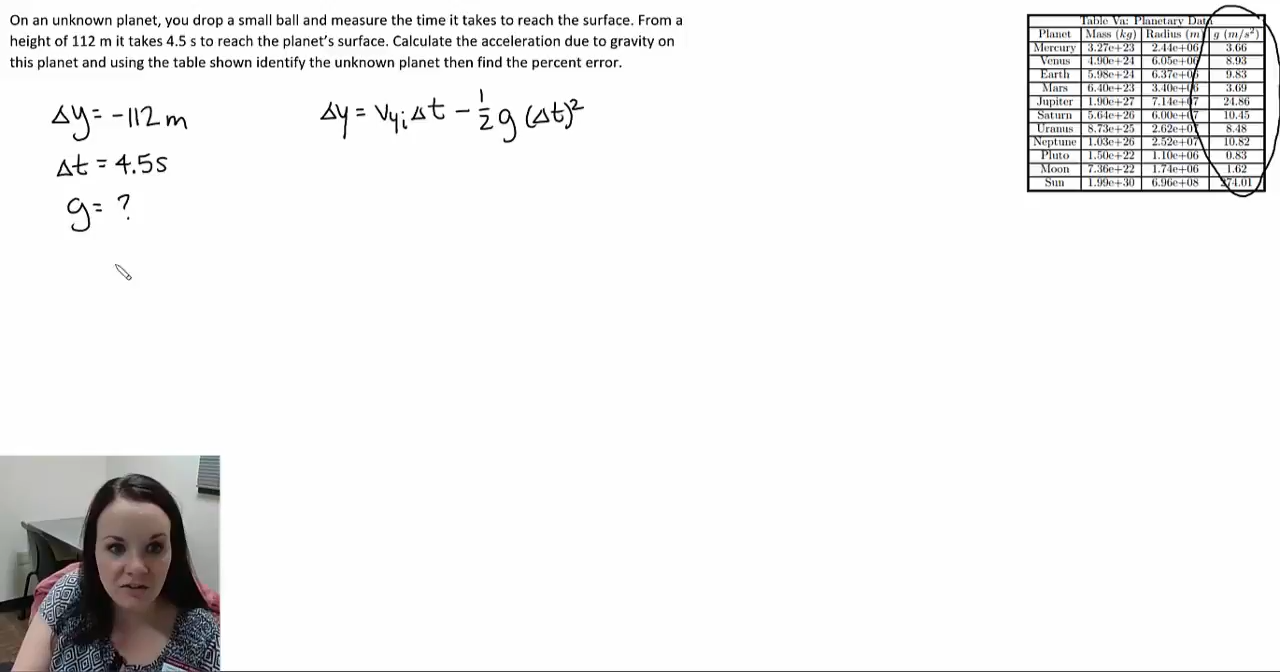 On an unknown planet, you drop a small ball and measure the time it takes to reach the surface. From a
height of 112 m it takes 4.5 s to reach the planet's surface. Calculate the acceleration due to gravity on
this planet and using the table shown identify the unknown planet then find the percent error.
Δy = -112 m
Δt = 4.5 s
g = ?
Δy = Vyi Δt - 1/2 g (Δt)²
Table Va: Planetary Data
Planet Mass (kg) Radius (m) g (m/s²)
Mercury 3.27e+23 2.44e+06 3.66
Venus 4.90e+24 6.05e+06 8.93
Earth 5.98e+24 6.37e+06 9.83
Mars 6.40e+23 3.40e+06 3.69
Jupiter 1.90e+27 7.14e+07 24.86
Saturn 5.64e+26 6.00e+07 10.45
Uranus 8.73e+25 2.62e+07 8.48
Neptune 1.03e+26 2.52e+07 10.82
Pluto 1.50e+22 1.10e+06 0.83
Moon 7.36e+22 1.74e+06 1.62
Sun 1.99e+30 6.96e+08 274.01